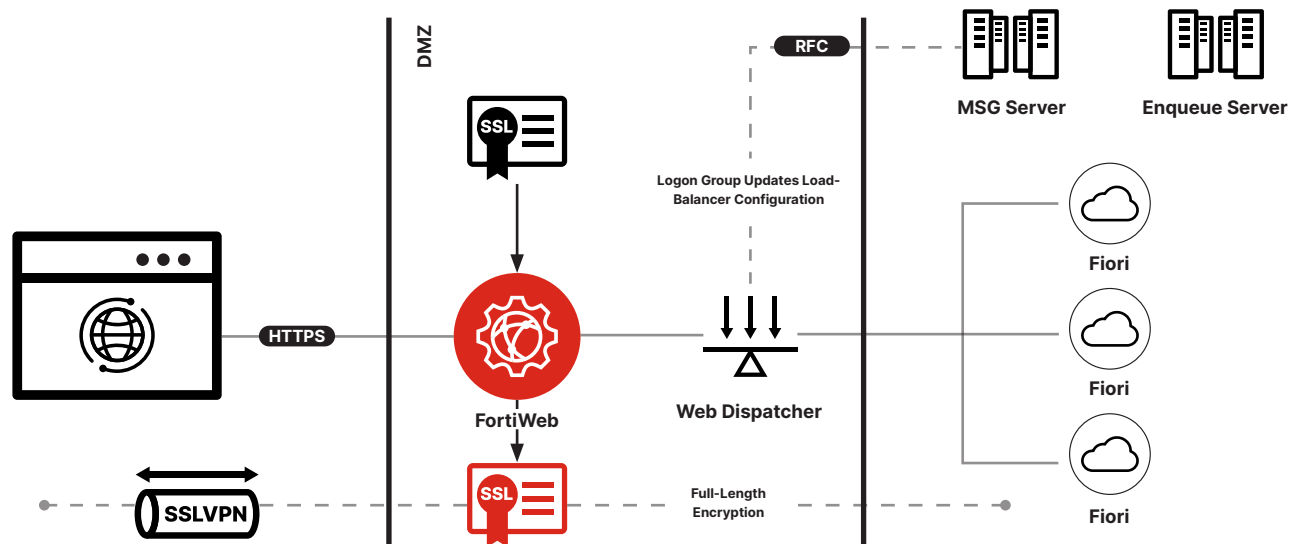 DMZ
RFC
MSG Server
Enqueue Server
SSL
Logon Group Updates Load-
Balancer Configuration
Fiori
HTTPS
Fiori
FortiWeb
Web Dispatcher
SSLVPN
SSL
Full-Length
Encryption
Fiori